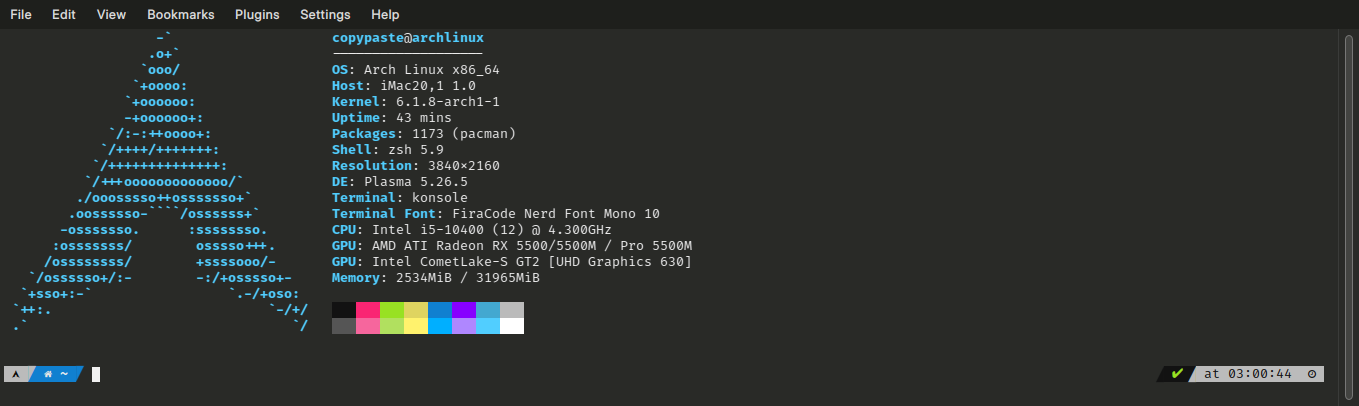 File Edit View Bookmarks Plugins Settings Help
                  -`
                 .o+`
                `ooo/
               `+oooo:
              `+oooooo:
              -+oooooo+:
            `/:-:++oooo+:
           `/++++/+++++++:
          `/++++++++++++++:
         `/+++ooooooooooooo/`
        ./ooosssso++osssssso+`
       .oossssso-````/ossssss+`
      -osssssso.      :ssssssso.
     :osssssss/        osssso+++.
    /ossssssss/        +ssssooo/-
  `/ossssso+/:-        -:/+osssso+-
 `+sso+:-`                 `.-/+oso:
`++:.                           `-/+/
.`                                 `/
copypaste@archlinux
-------------------
OS: Arch Linux x86_64
Host: iMac20,1 1.0
Kernel: 6.1.8-arch1-1
Uptime: 43 mins
Packages: 1173 (pacman)
Shell: zsh 5.9
Resolution: 3840x2160
DE: Plasma 5.26.5
Terminal: konsole
Terminal Font: FiraCode Nerd Font Mono 10
CPU: Intel i5-10400 (12) @ 4.300GHz
GPU: AMD ATI Radeon RX 5500/5500M / Pro 5500M
GPU: Intel CometLake-S GT2 [UHD Graphics 630]
Memory: 2534MiB / 31965MiB
~
✔ at 03:00:44